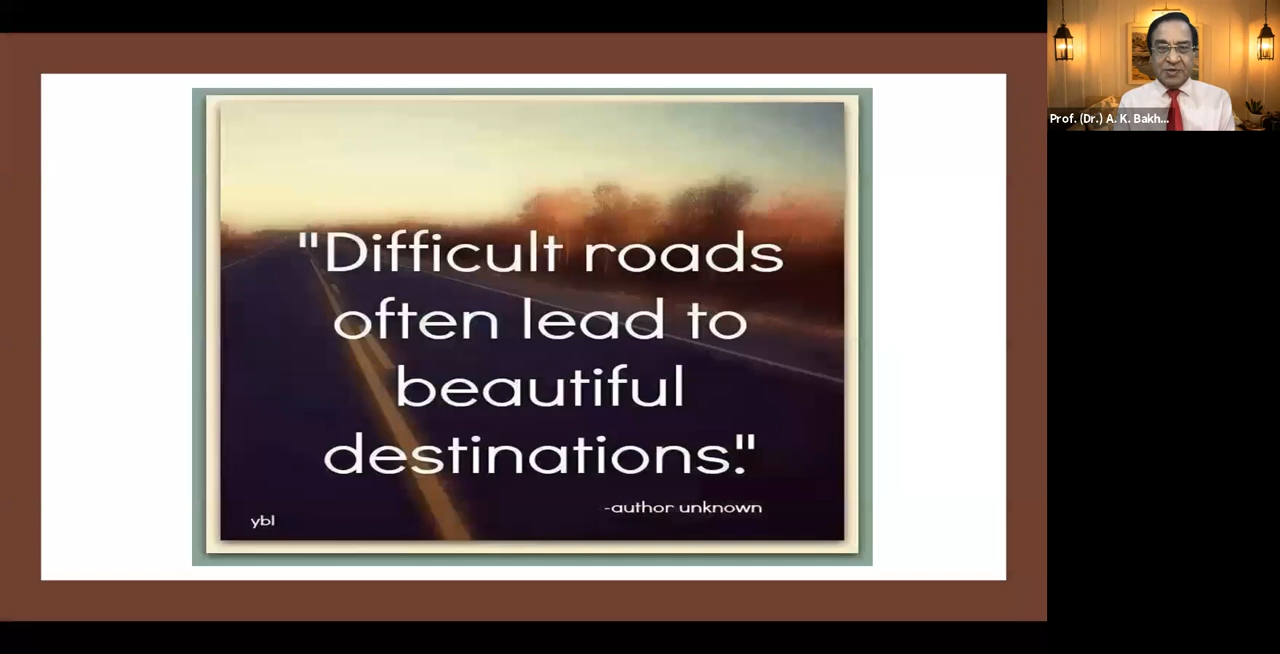 "Difficult roads
often lead to
beautiful
destinations."
-author unknown
ybl
Prof. (Dr.) A. K. Bakh...